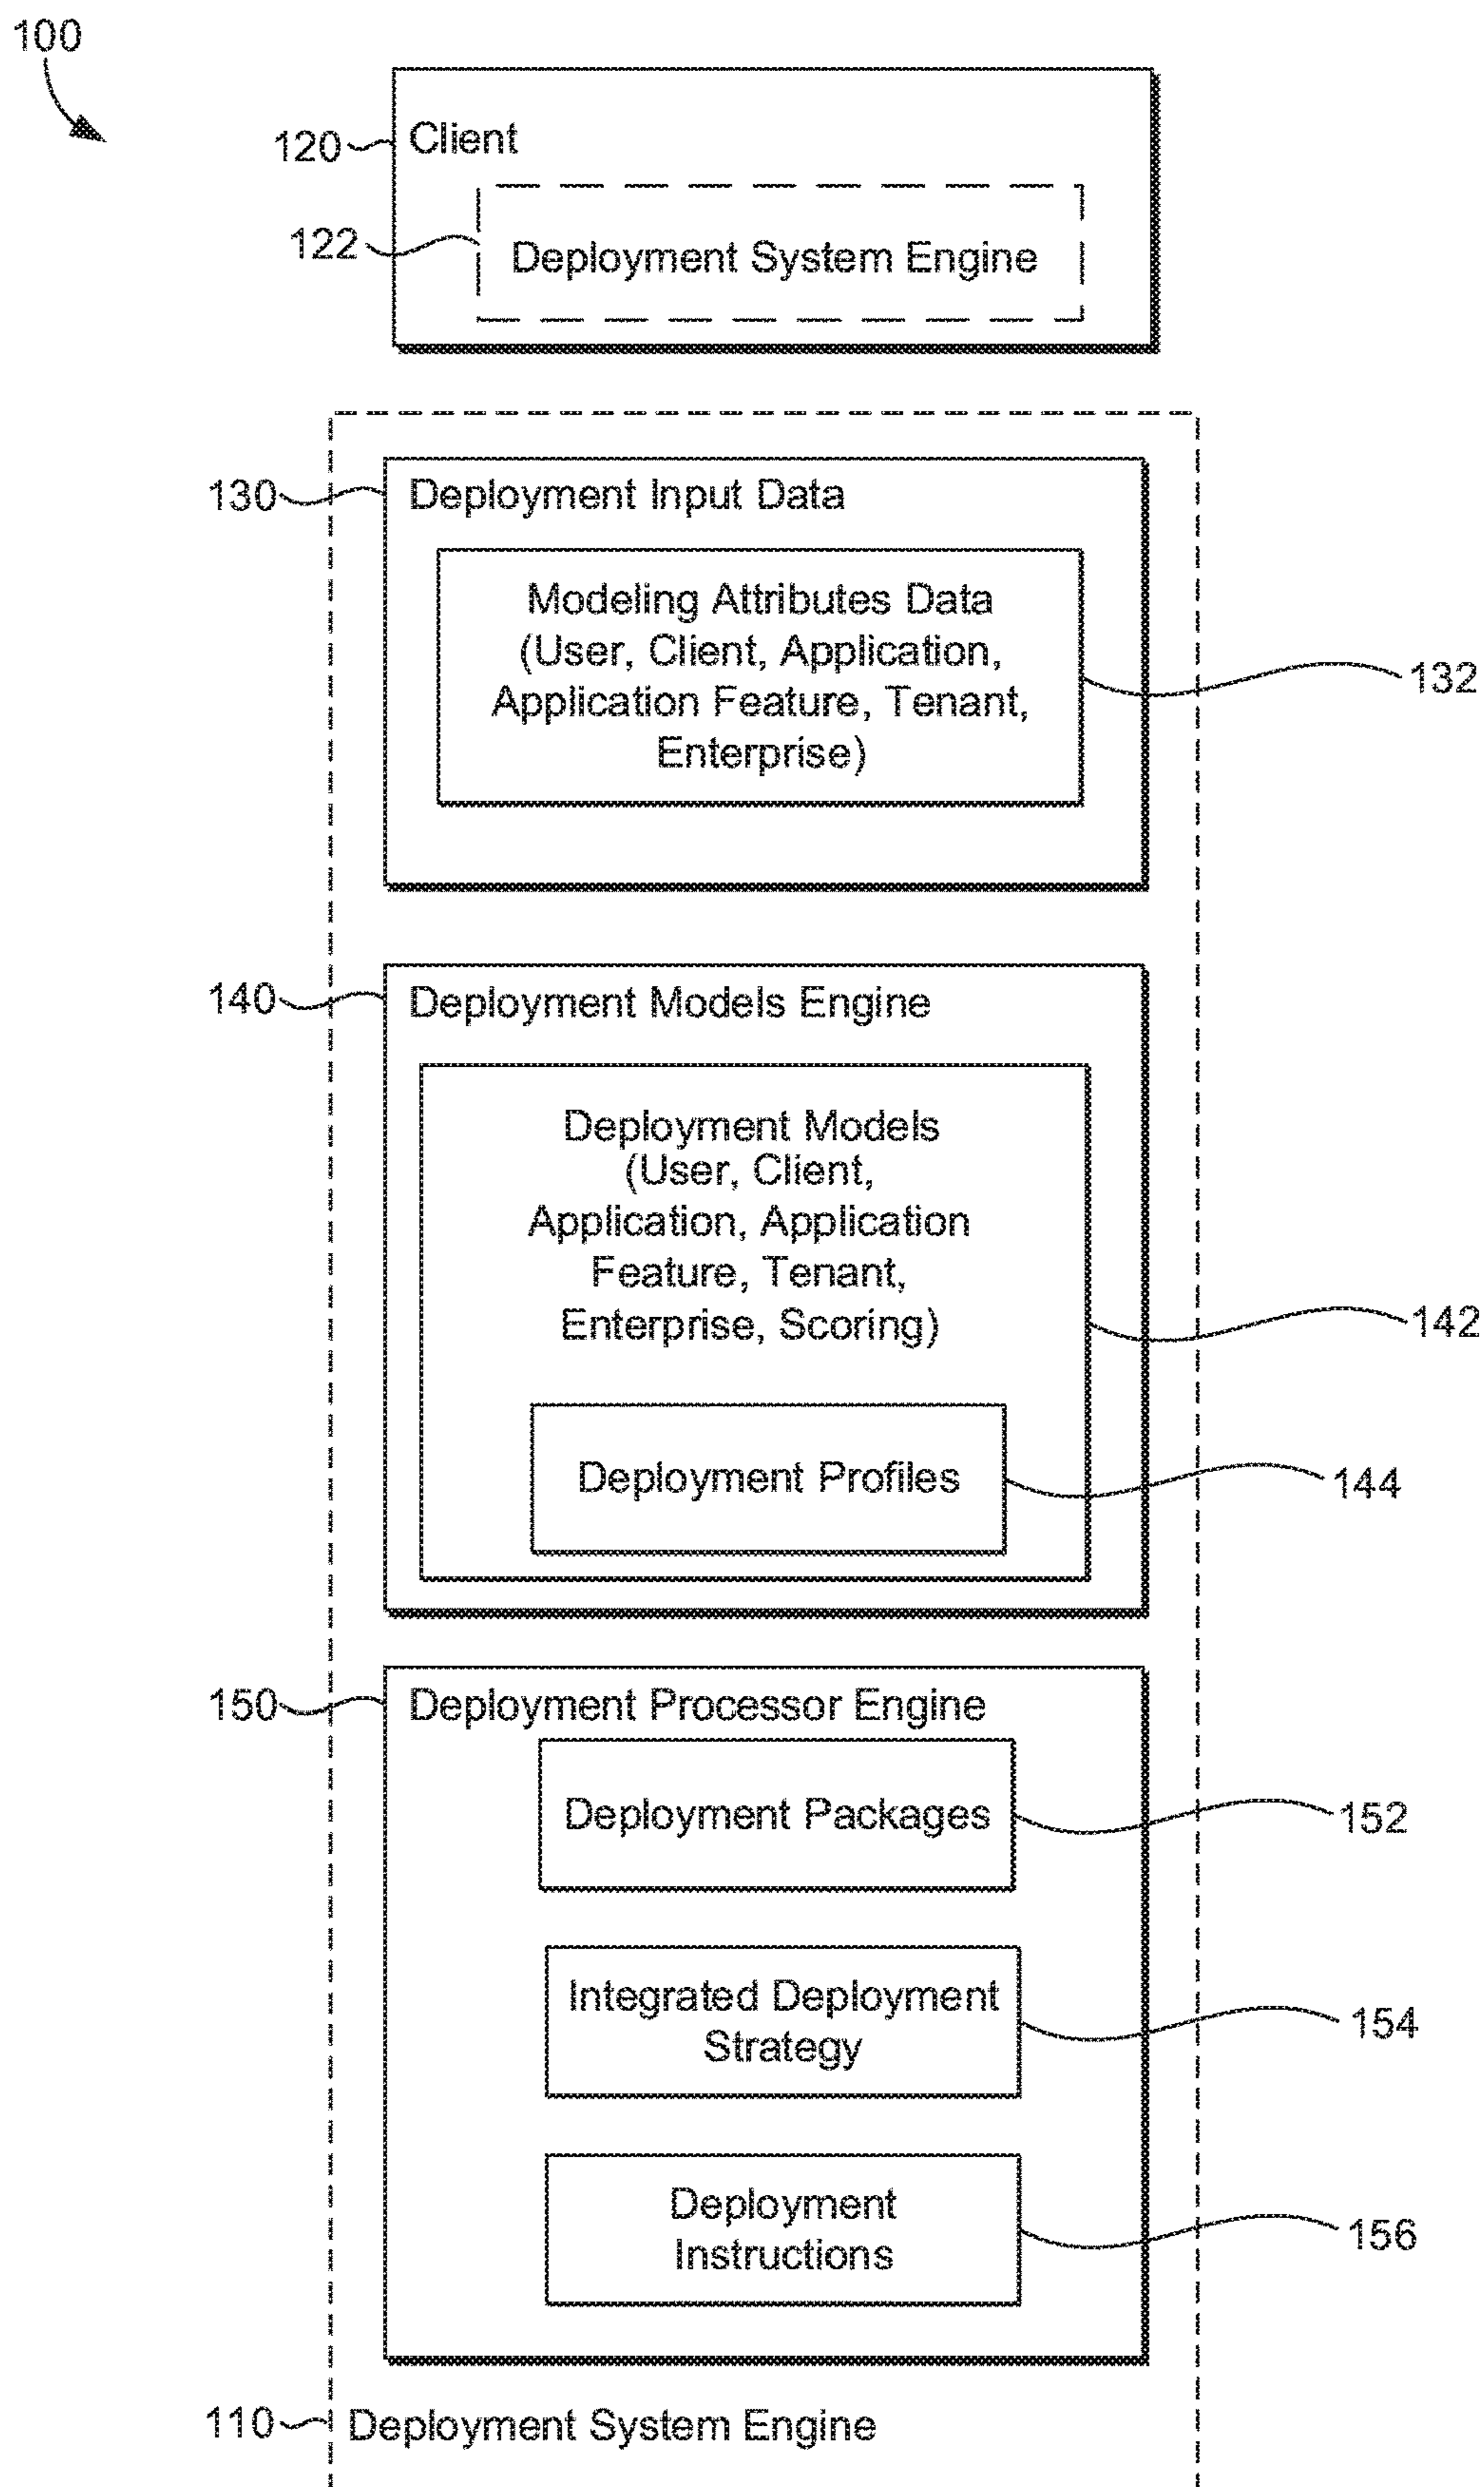 100
120
Client
122
Deployment System Engine
130
Deployment Input Data
Modeling Attributes Data
(User, Client, Application,
Application Feature, Tenant,
Enterprise)
132
140
Deployment Models Engine
Deployment Models
(User, Client,
Application, Application
Feature, Tenant,
Enterprise, Scoring)
142
Deployment Profiles
144
150
Deployment Processor Engine
Deployment Packages
152
Integrated Deployment
Strategy
154
Deployment
Instructions
156
110
Deployment System Engine